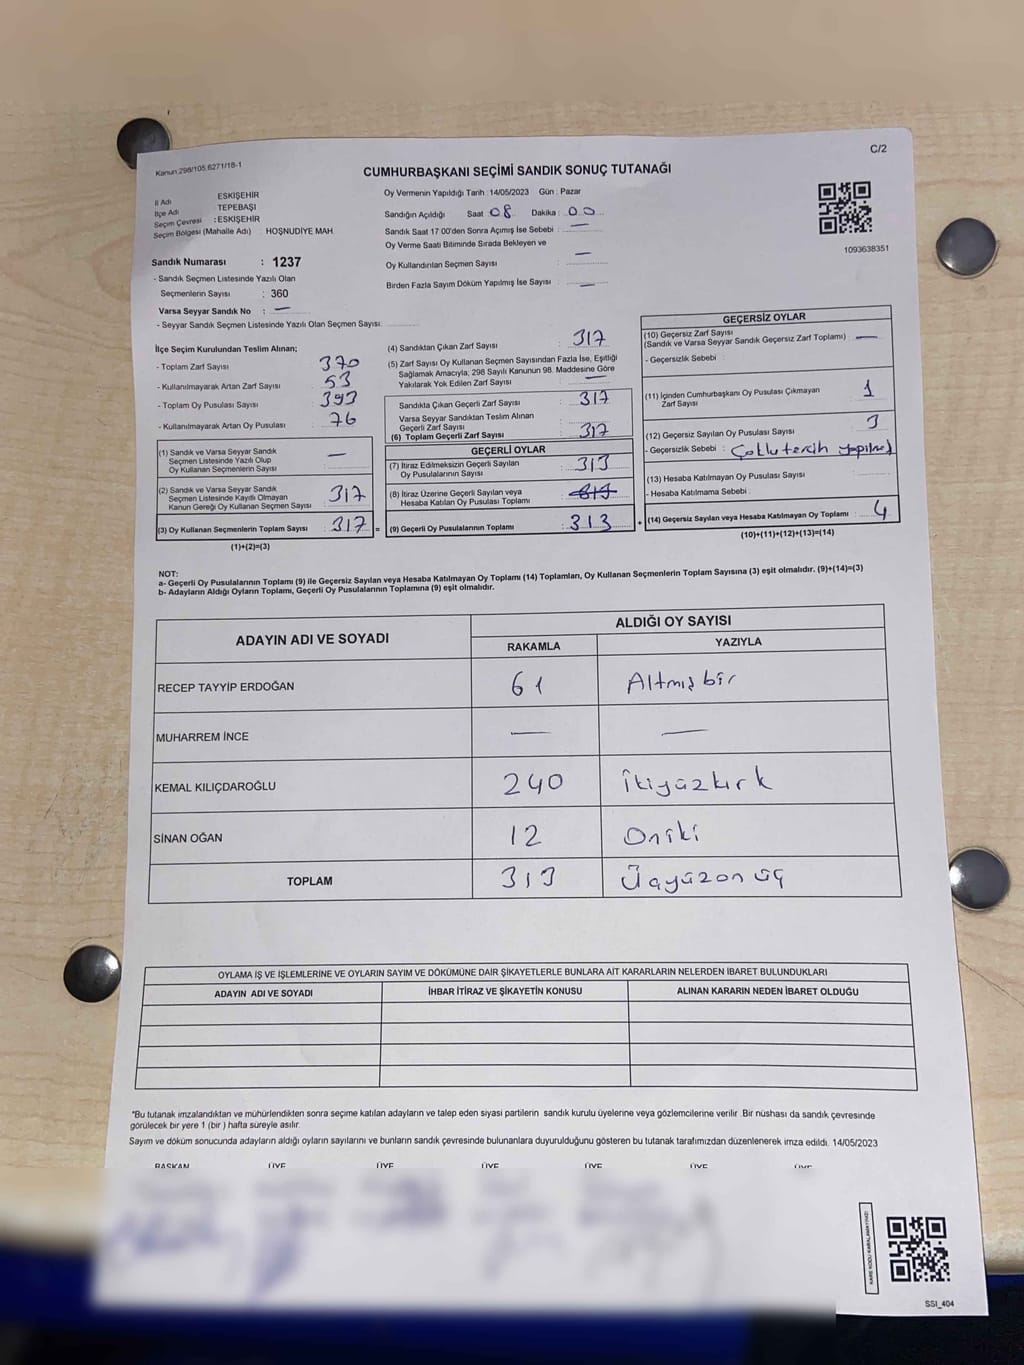 C/2
Kanun:298/105.6271/18-1
CUMHURBAŞKANI SEÇİMİ SANDIK SONUÇ TUTANAĞI
İl Adı ESKİŞEHİR
İlçe Adı TEPEBAŞI
Seçim Çevresi : ESKİŞEHİR
Seçim Bölgesi (Mahalle Adı) : HOŞNUDİYE MAH.
Oy Vermenin Yapıldığı Tarih :14/05/2023 Gün : Pazar
Sandığın Açıldığı Saat 08 Dakika : 00
Sandık Saat 17 00'den Sonra Açımış İse Sebebi : —
Oy Verme Saati Bitiminde Sırada Bekleyen ve
Oy Kullandırılan Seçmen Sayısı : —
Birden Fazla Sayım Döküm Yapılmış İse Sayısı : —
1093638351
Sandık Numarası : 1237
- Sandık Seçmen Listesinde Yazılı Olan
Seçmenlerin Sayısı : 360
Varsa Seyyar Sandık No : —
- Seyyar Sandık Seçmen Listesinde Yazılı Olan Seçmen Sayısı:
İlçe Seçim Kurulundan Teslim Alınan;
- Toplam Zarf Sayısı : 370
- Kullanılmayarak Artan Zarf Sayısı : 53
- Toplam Oy Pusulası Sayısı : 393
- Kullanılmayarak Artan Oy Pusulası : 76
(1) Sandık ve Varsa Seyyar Sandık
Seçmen Listesinde Yazılı Olup
Oy Kullanan Seçmenlerin Sayısı : —
(2) Sandık ve Varsa Seyyar Sandık
Seçmen Listesinde Kayıtlı Olmayan
Kanun Gereği Oy Kullanan Seçmen Sayısı : 317
(3) Oy Kullanan Seçmenlerin Toplam Sayısı : 317 =
(1)+(2)=(3)
(4) Sandıktan Çıkan Zarf Sayısı : 317
(5) Zarf Sayısı Oy Kullanan Seçmen Sayısından Fazla İse, Eşitliği
Sağlamak Amacıyla, 298 Sayılı Kanunun 98. Maddesine Göre
Yakılarak Yok Edilen Zarf Sayısı : —
Sandıkta Çıkan Geçerli Zarf Sayısı : 317
Varsa Seyyar Sandıktan Teslim Alınan
Geçerli Zarf Sayısı :
(6) Toplam Geçerli Zarf Sayısı : 317
GEÇERLİ OYLAR
(7) İtiraz Edilmeksizin Geçerli Sayılan
Oy Pusulalarının Sayısı : 313
(8) İtiraz Üzerine Geçerli Sayılan veya
Hesaba Katılan Oy Pusulası Toplamı : 313
(9) Geçerli Oy Pusulalarının Toplamı : 313 +
GEÇERSİZ OYLAR
(10) Geçersiz Zarf Sayısı
(Sandık ve Varsa Seyyar Sandık Geçersiz Zarf Toplamı) : —
- Geçersizlik Sebebi :
(11) İçinden Cumhurbaşkanı Oy Pusulası Çıkmayan
Zarf Sayısı : 1
(12) Geçersiz Sayılan Oy Pusulası Sayısı : 3
- Geçersizlik Sebebi : Çoklu tercih
(13) Hesaba Katılmayan Oy Pusulası Sayısı :
- Hesaba Katılmama Sebebi :
(14) Geçersiz Sayılan veya Hesaba Katılmayan Oy Toplamı : 4
(10)+(11)+(12)+(13)=(14)
NOT:
a- Geçerli Oy Pusulalarının Toplamı (9) ile Geçersiz Sayılan veya Hesaba Katılmayan Oy Toplamı (14) Toplamları, Oy Kullanan Seçmenlerin Toplam Sayısına (3) eşit olmalıdır. (9)+(14)=(3)
b- Adayların Aldığı Oyların Toplamı, Geçerli Oy Pusulalarının Toplamına (9) eşit olmalıdır.
ADAYIN ADI VE SOYADI
ALDIĞI OY SAYISI
RAKAMLA YAZIYLA
RECEP TAYYİP ERDOĞAN 61 Altmış bir
MUHARREM İNCE — —
KEMAL KILIÇDAROĞLU 240 İkiyüzkırk
SİNAN OĞAN 12 Oniki
TOPLAM 313 Üçyüzon üç
OYLAMA İŞ VE İŞLEMLERİNE VE OYLARIN SAYIM VE DÖKÜMÜNE DAİR ŞİKAYETLERLE BUNLARA AİT KARARLARIN NELERDEN İBARET BULUNDUKLARI
ADAYIN ADI VE SOYADI İHBAR İTİRAZ VE ŞİKAYETİN KONUSU ALINAN KARARIN NEDEN İBARET OLDUĞU
*Bu tutanak imzalandıktan ve mühürlendikten sonra seçime katılan adayların ve talep eden siyasi partilerin sandık kurulu üyelerine veya gözlemcilerine verilir .Bir nüshası da sandık çevresinde
görülecek bir yere 1 (bir ) hafta süreyle asılır.
Sayım ve döküm sonucunda adayların aldığı oyların sayılarını ve bunların sandık çevresinde bulunanlara duyurulduğunu gösteren bu tutanak tarafımızdan düzenlenerek imza edildi. 14/05/2023
BAŞKAN ÜYE ÜYE ÜYE ÜYE ÜYE ÜYE
KARE KODU KARALAMAYINIZ!
SSI_404